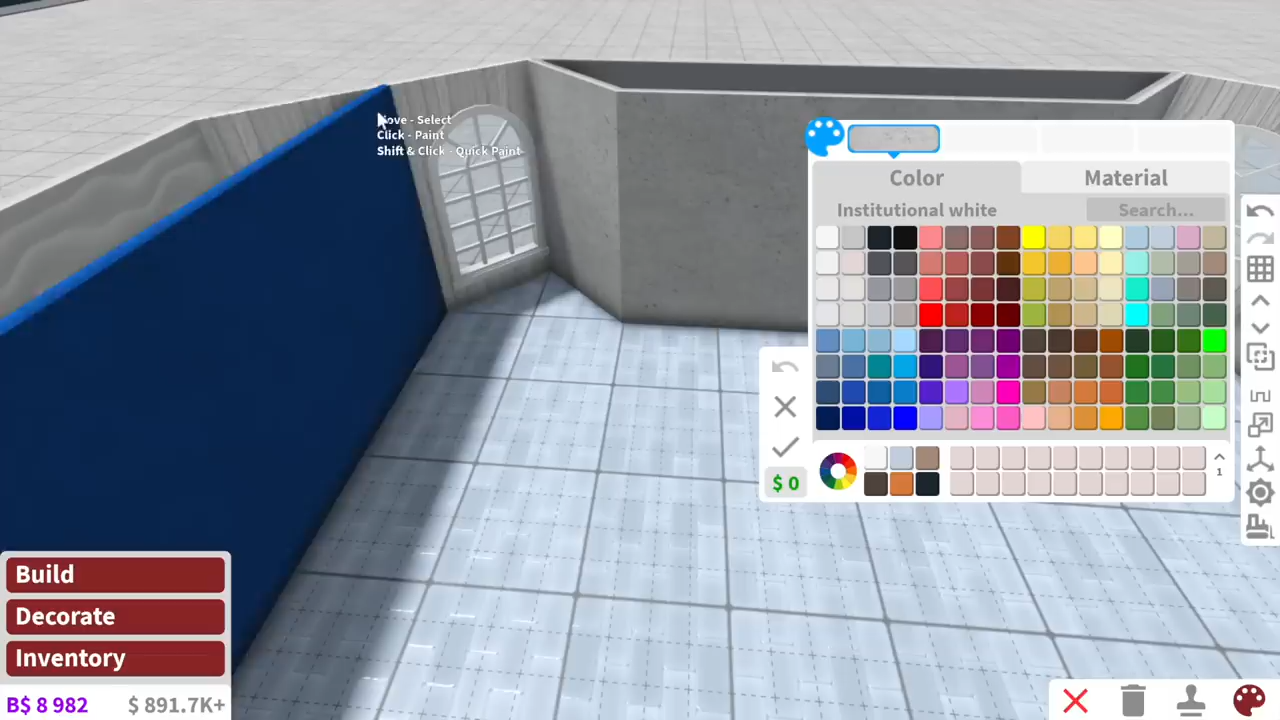 Move - Select
Click - Paint
Shift & Click - Quick Paint
Color
Material
Institutional white
Search...
$ 0
1
Build
Decorate
Inventory
B$ 8 982
$ 891.7K+